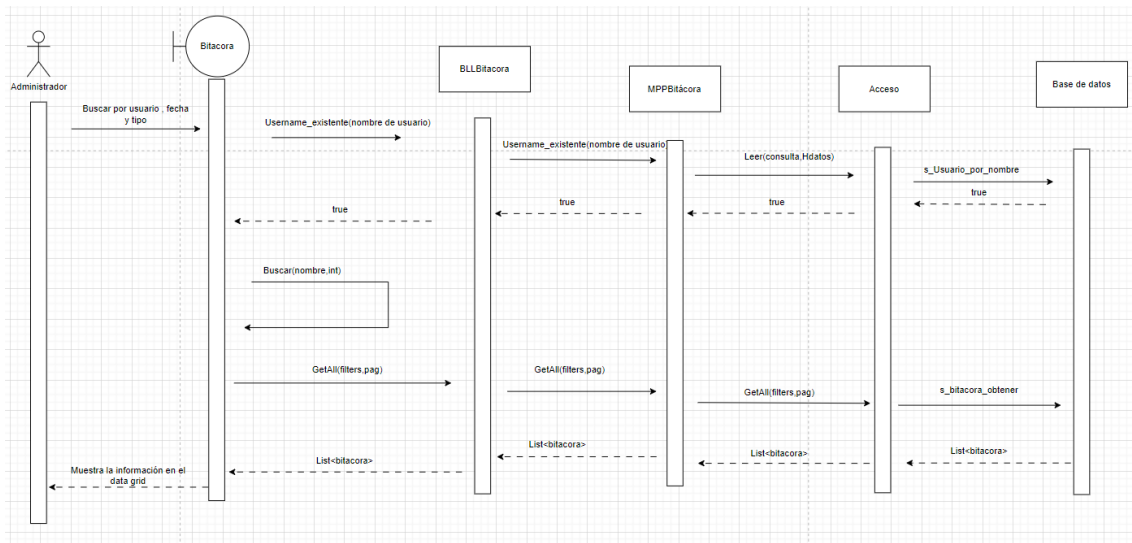 Bitacora
BLLBitacora
Administrador
MPPBitácora
Acceso
Base de datos
Buscar por usuario , fecha
y tipo
Username_existente(nombre de usuario)
Username_existente(nombre de usuario
Leer(consulta,Hdatos)
s_Usuario_por_nombre
true
true
true
true
Buscar(nombre,int)
GetAll(filters,pag)
GetAll(filters,pag)
GetAll(filters,pag)
s_bitacora_obtener
List<bitacora>
List<bitacora>
List<bitacora>
List<bitacora>
Muestra la información en el
data grid